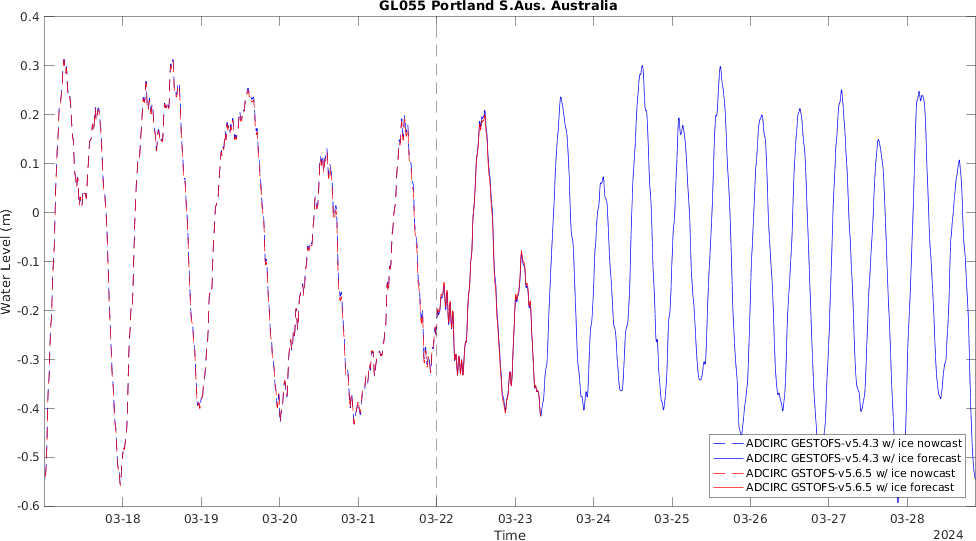 GL055 Portland S.Aus. Australia
Water Level (m)
0.4
0.3
0.2
0.1
0
-0.1
-0.2
-0.3
-0.4
-0.5
-0.6
ADCIRC GESTOFS-v5.4.3 w/ ice nowcast
ADCIRC GESTOFS-v5.4.3 w/ ice forecast
ADCIRC GSTOFS-v5.6.5 w/ ice nowcast
ADCIRC GSTOFS-v5.6.5 w/ ice forecast
03-18 03-19 03-20 03-21 03-22 03-23 03-24 03-25 03-26 03-27 03-28
Time
2024